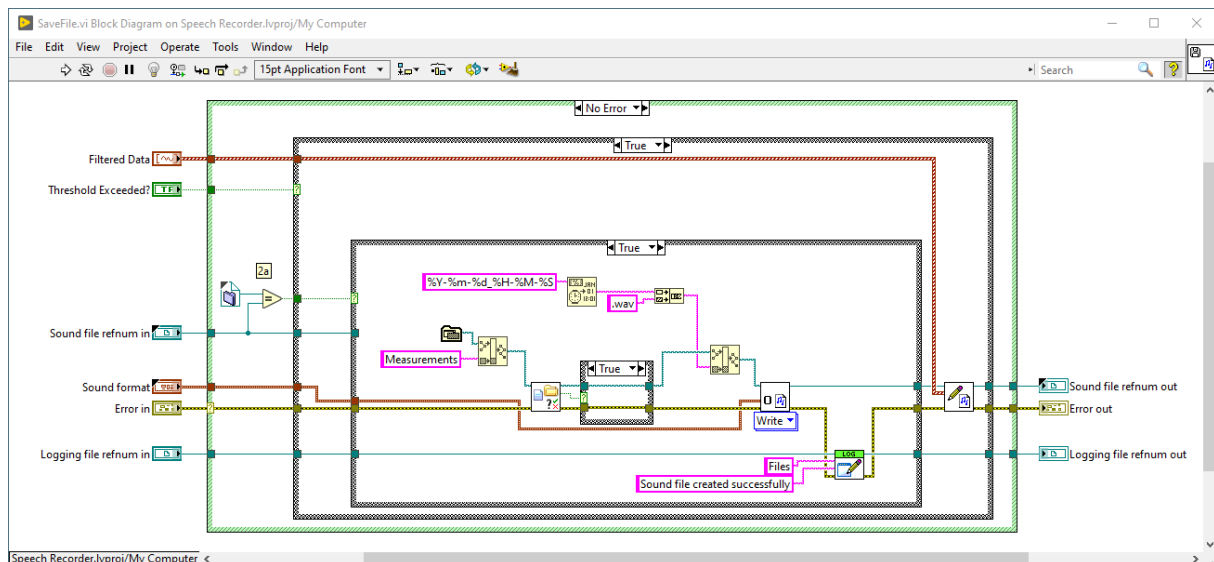 SaveFile.vi Block Diagram on Speech Recorder.lvproj/My Computer
File Edit View Project Operate Tools Window Help
15pt Application Font
Search
No Error
True
Filtered Data
Threshold Exceeded?
TF
True
2a
%Y-%m-%d_%H-%M-%S
.wav
Sound file refnum in
Measurements
True
Sound format
Sound file refnum out
Error in
Error out
Write
Logging file refnum in
LOG
Logging file refnum out
Files
Sound file created successfully
Speech Recorder.lvproj/My Computer